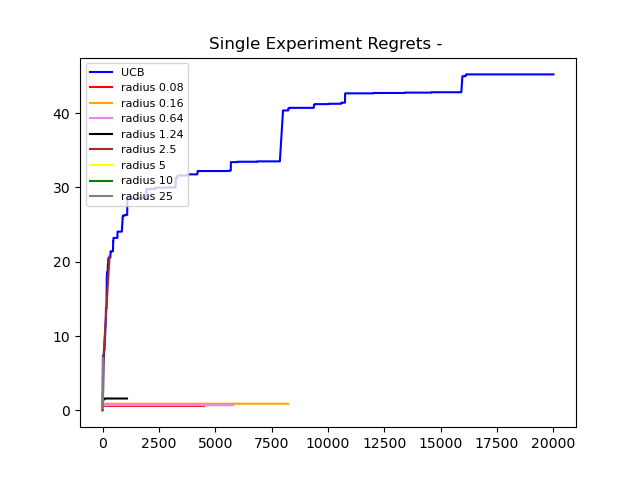 Single Experiment Regrets -
UCB
radius 0.08
radius 0.16
radius 0.64
radius 1.24
radius 2.5
radius 5
radius 10
radius 25
40
30
20
10
0
0 2500 5000 7500 10000 12500 15000 17500 20000